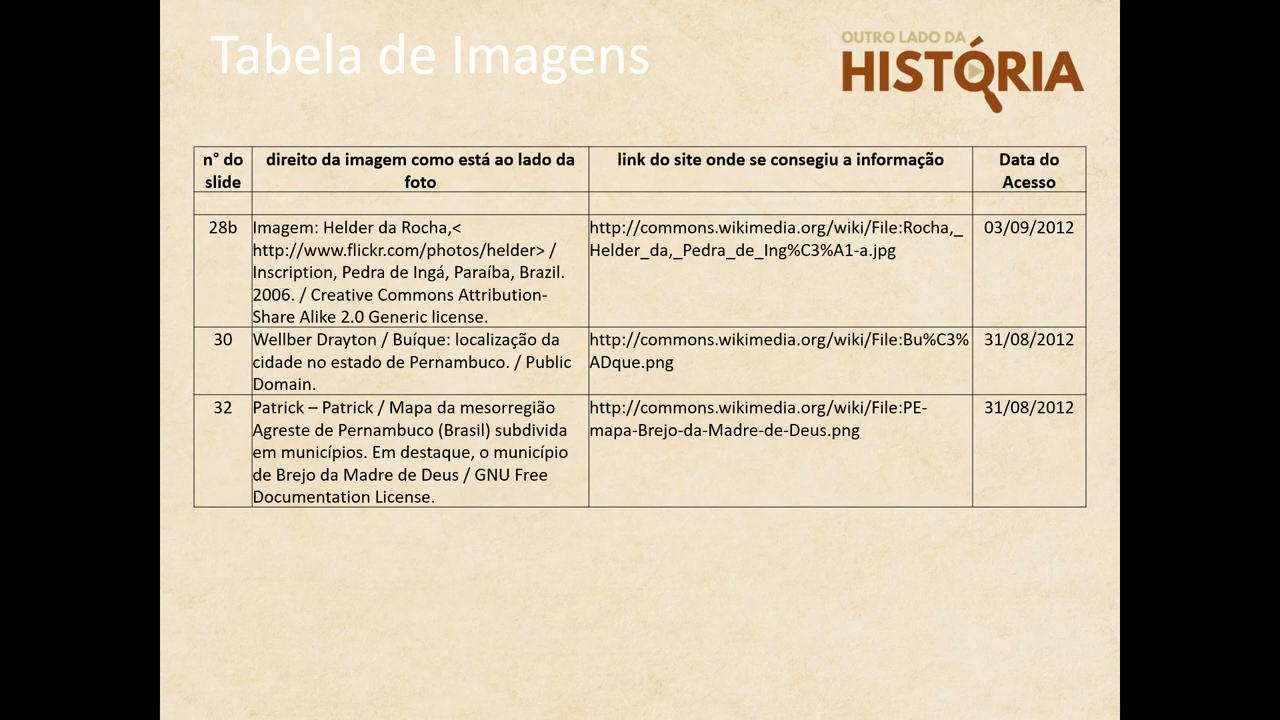 Tabela de Imagens
OUTRO LADO DA
HISTÓRIA
n° do slide
direito da imagem como está ao lado da foto
link do site onde se consegiu a informação
Data do Acesso
28b
Imagem: Helder da Rocha,<
http://www.flickr.com/photos/helder> /
Inscription, Pedra de Ingá, Paraíba, Brazil.
2006. / Creative Commons Attribution-
Share Alike 2.0 Generic license.
http://commons.wikimedia.org/wiki/File:Rocha,_
Helder_da,_Pedra_de_Ing%C3%A1-a.jpg
03/09/2012
30
Wellber Drayton / Buíque: localização da
cidade no estado de Pernambuco. / Public
Domain.
http://commons.wikimedia.org/wiki/File:Bu%C3%
ADque.png
31/08/2012
32
Patrick – Patrick / Mapa da mesorregião
Agreste de Pernambuco (Brasil) subdivida
em municípios. Em destaque, o município
de Brejo da Madre de Deus / GNU Free
Documentation License.
http://commons.wikimedia.org/wiki/File:PE-
mapa-Brejo-da-Madre-de-Deus.png
31/08/2012